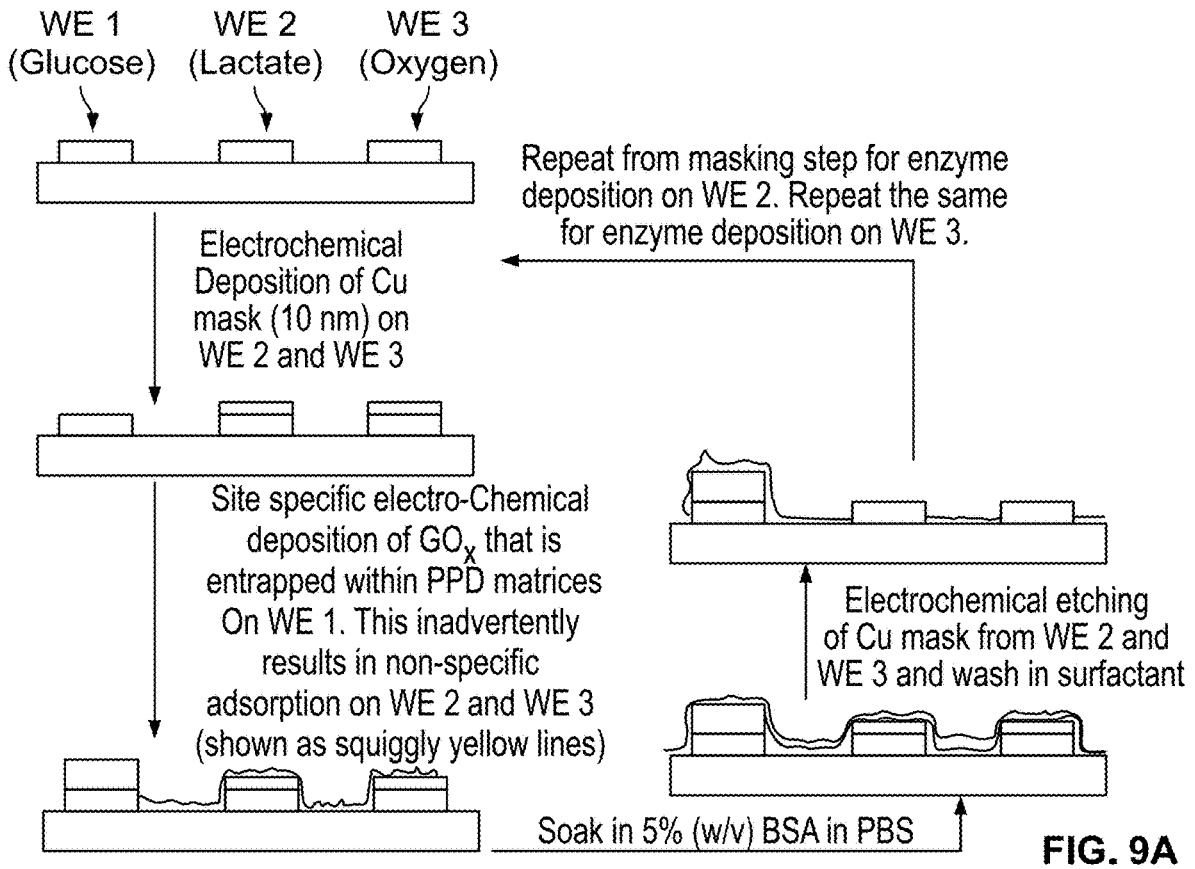 WE 1
(Glucose)
WE 2
(Lactate)
WE 3
(Oxygen)
Electrochemical
Deposition of Cu
mask (10 nm) on
WE 2 and WE 3
Site specific electro-Chemical
deposition of GOx that is
entrapped within PPD matrices
On WE 1. This inadvertently
results in non-specific
adsorption on WE 2 and WE 3
(shown as squiggly yellow lines)
Soak in 5% (w/v) BSA in PBS
Electrochemical etching
of Cu mask from WE 2 and
WE 3 and wash in surfactant
Repeat from masking step for enzyme
deposition on WE 2. Repeat the same
for enzyme deposition on WE 3.
FIG. 9A